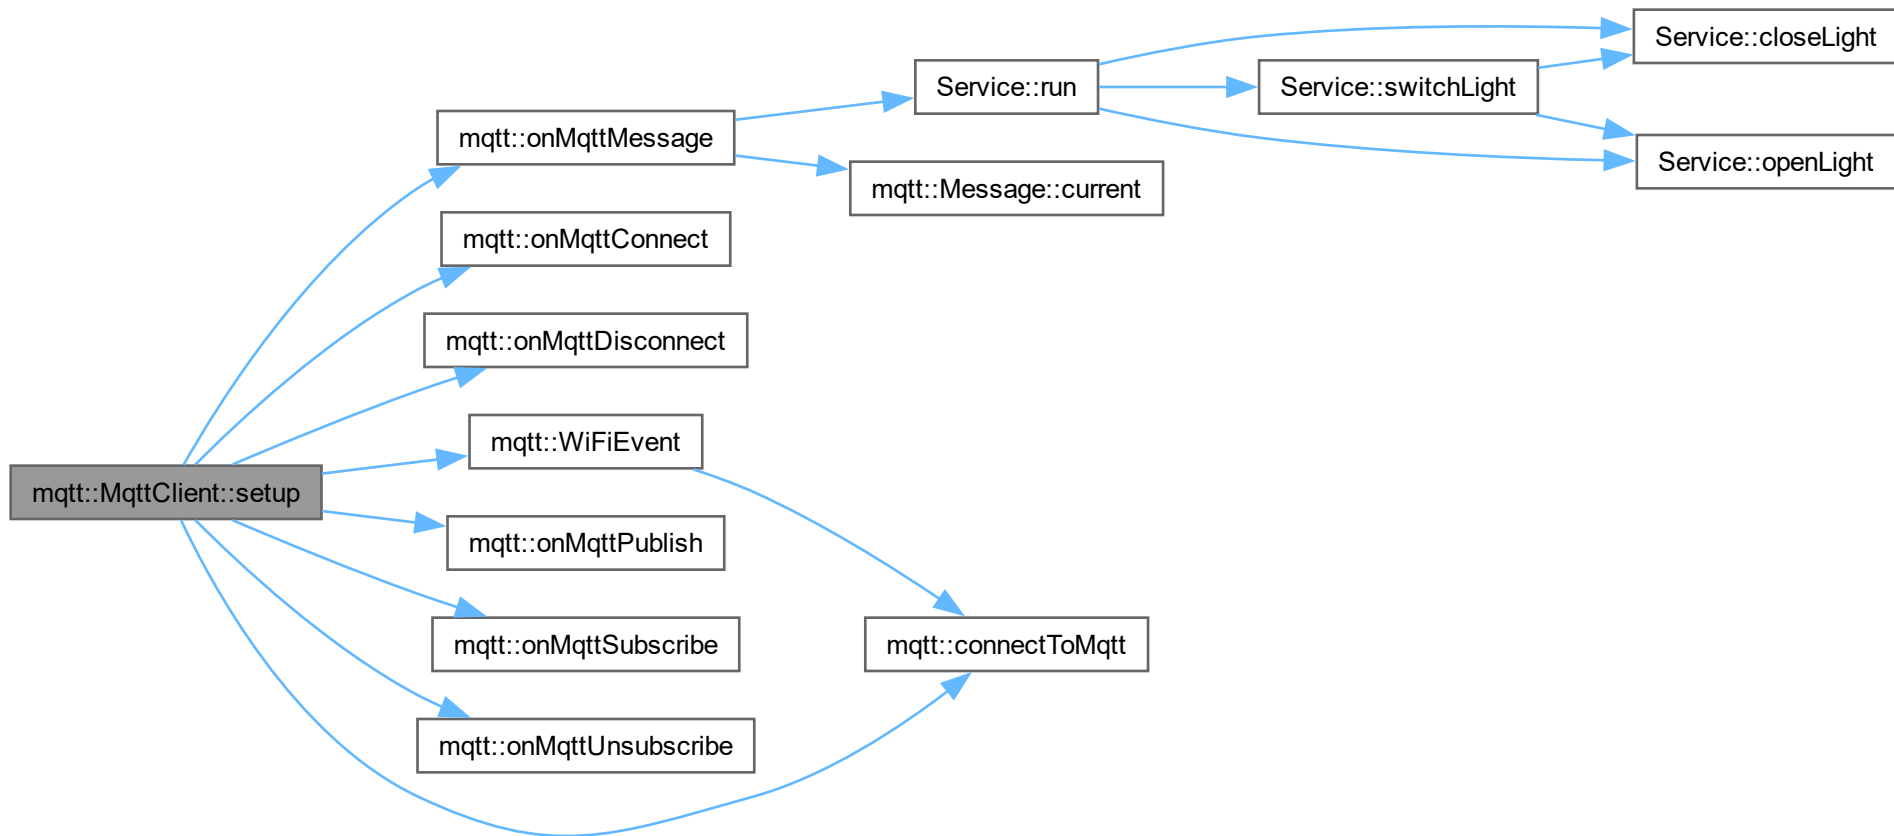 mqtt::MqttClient::setup
mqtt::onMqttMessage
mqtt::onMqttConnect
mqtt::onMqttDisconnect
mqtt::WiFiEvent
mqtt::onMqttPublish
mqtt::onMqttSubscribe
mqtt::onMqttUnsubscribe
Service::run
mqtt::Message::current
mqtt::connectToMqtt
Service::switchLight
Service::closeLight
Service::openLight